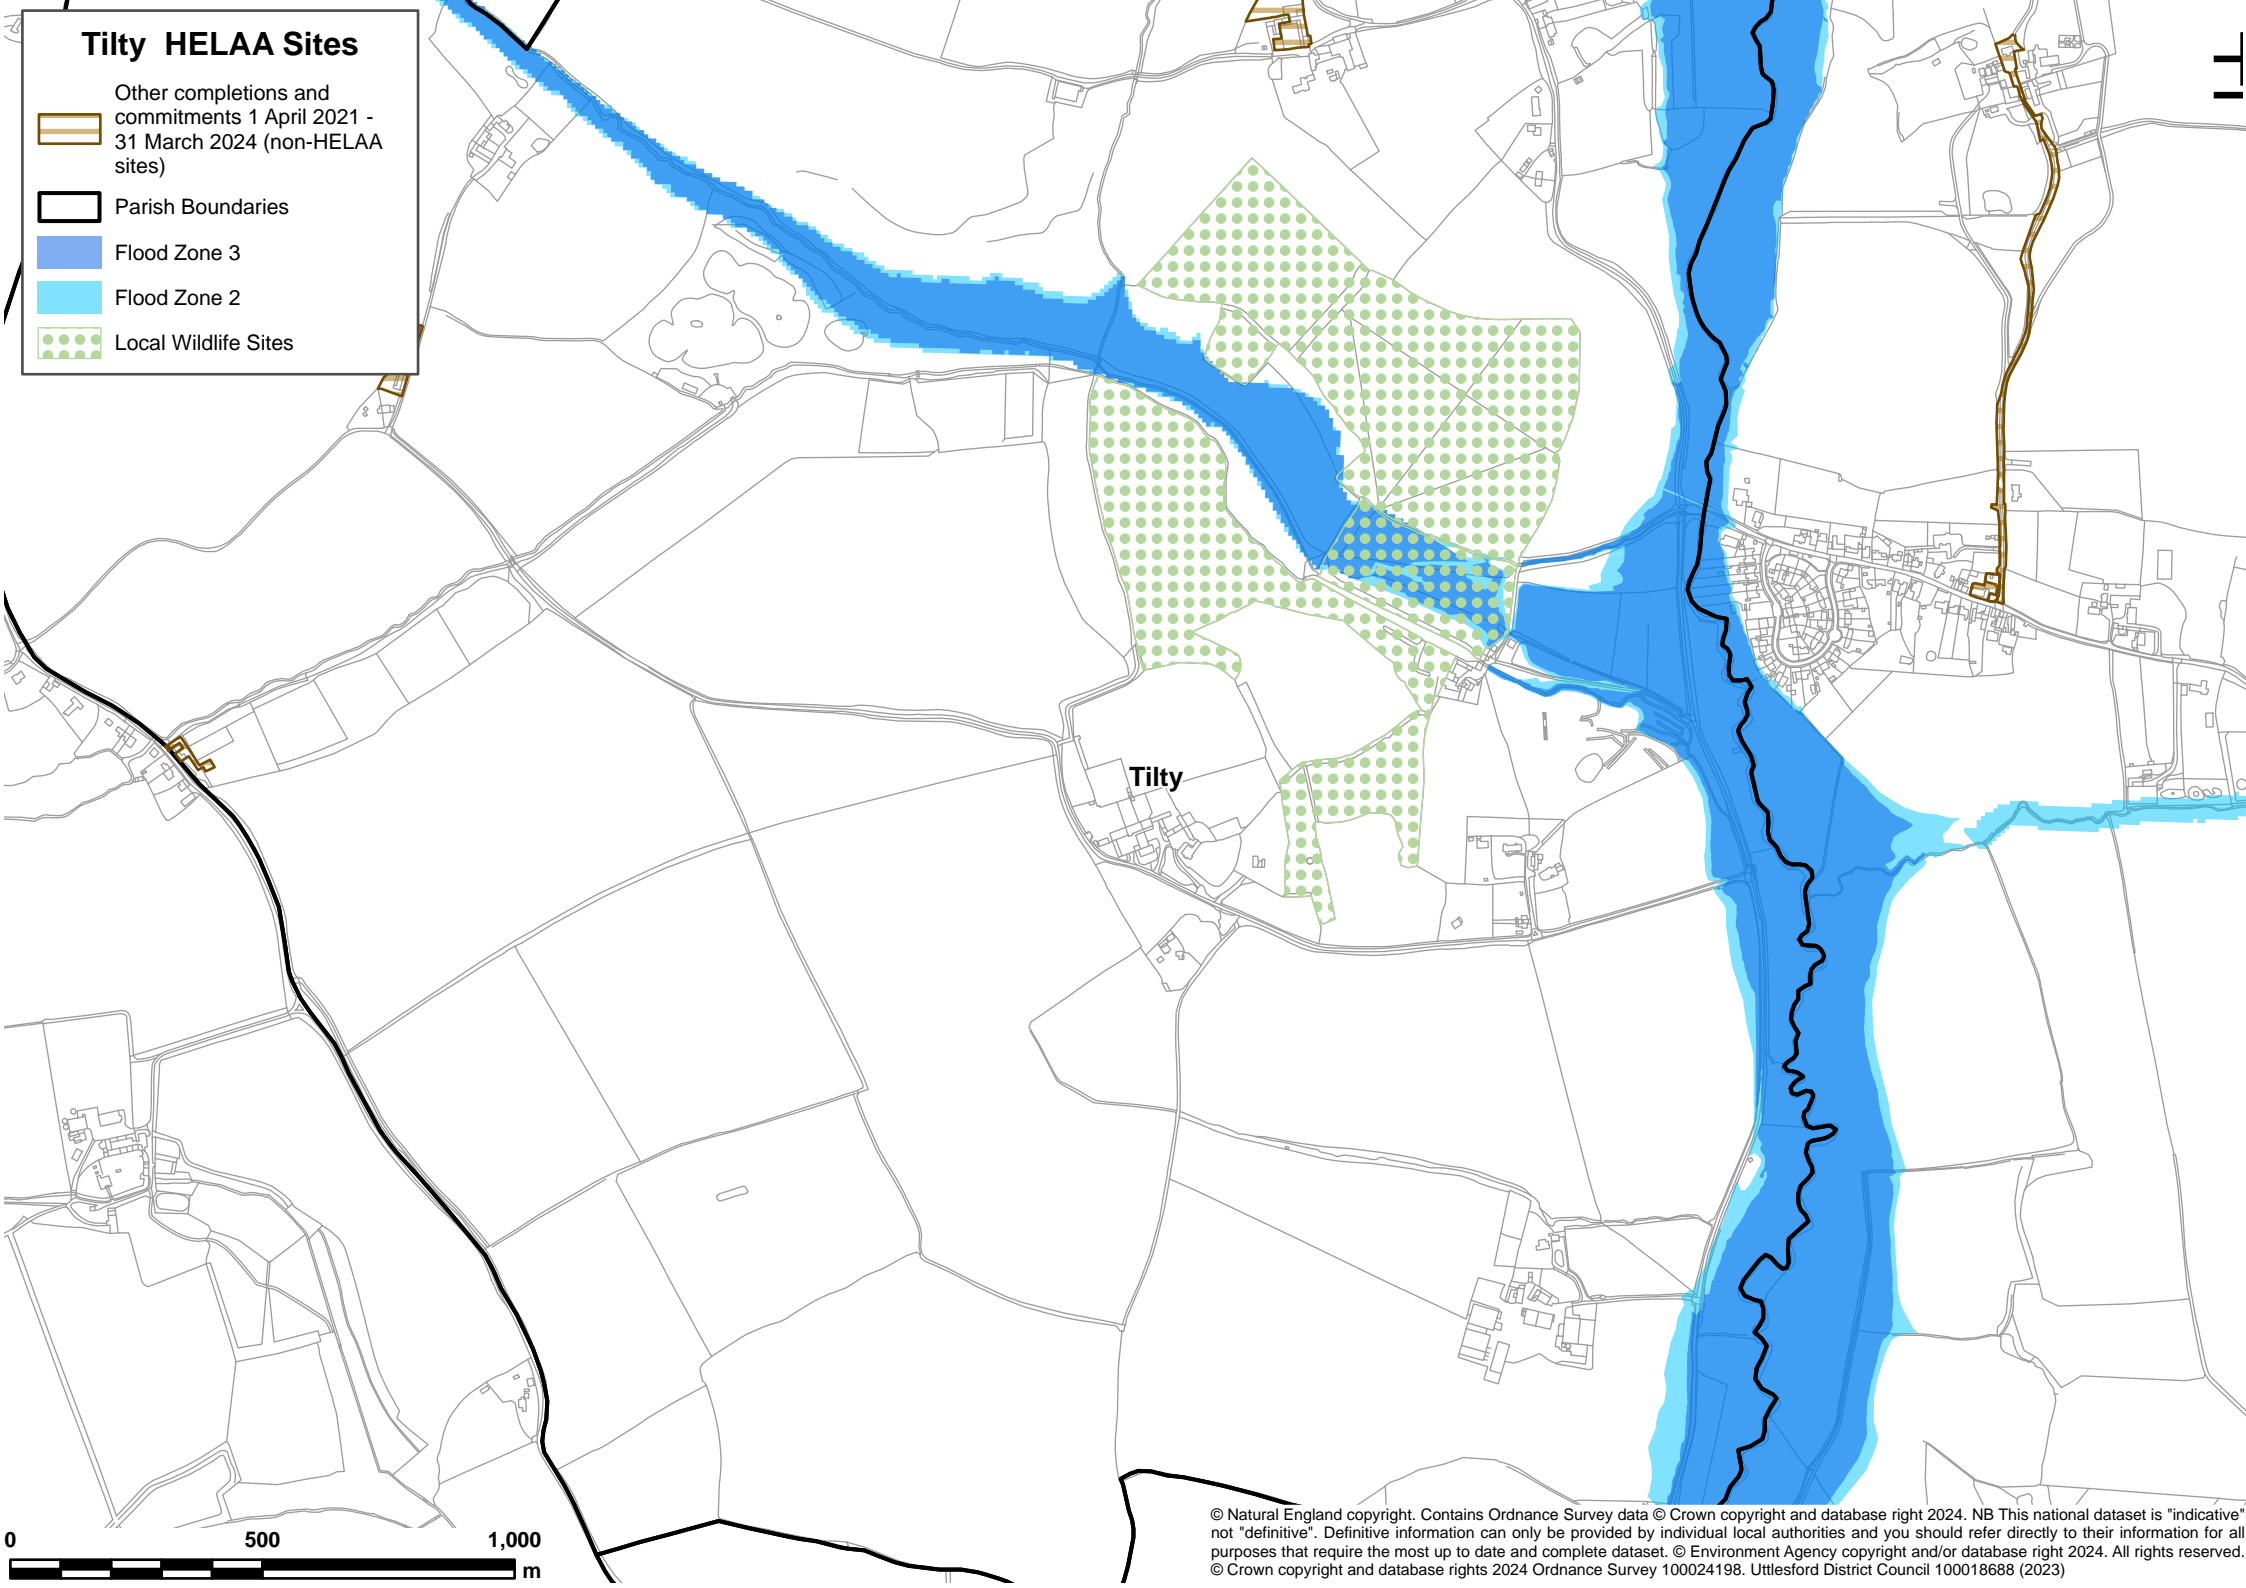 Tilty HELAA Sites
Other completions and
commitments 1 April 2021 -
31 March 2024 (non-HELAA
sites)
Parish Boundaries
Flood Zone 3
Flood Zone 2
Local Wildlife Sites
Tilty
0 500 1,000
m
© Natural England copyright. Contains Ordnance Survey data © Crown copyright and database right 2024. NB This national dataset is "indicative"
not "definitive". Definitive information can only be provided by individual local authorities and you should refer directly to their information for all
purposes that require the most up to date and complete dataset. © Environment Agency copyright and/or database right 2024. All rights reserved.
© Crown copyright and database rights 2024 Ordnance Survey 100024198. Uttlesford District Council 100018688 (2023)